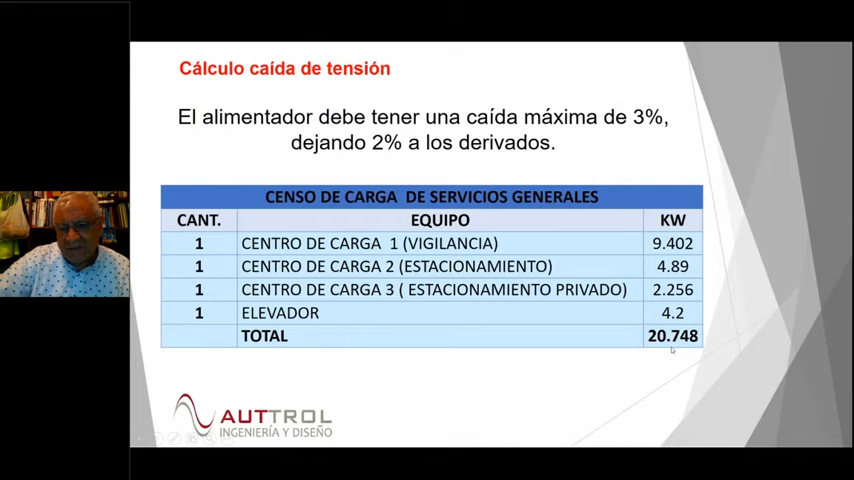 Cálculo caída de tensión
El alimentador debe tener una caída máxima de 3%,
dejando 2% a los derivados.
CENSO DE CARGA DE SERVICIOS GENERALES
CANT. EQUIPO KW
1 CENTRO DE CARGA 1 (VIGILANCIA) 9.402
1 CENTRO DE CARGA 2 (ESTACIONAMIENTO) 4.89
1 CENTRO DE CARGA 3 ( ESTACIONAMIENTO PRIVADO) 2.256
1 ELEVADOR 4.2
TOTAL 20.748
AUTTROL
INGENIERÍA Y DISEÑO